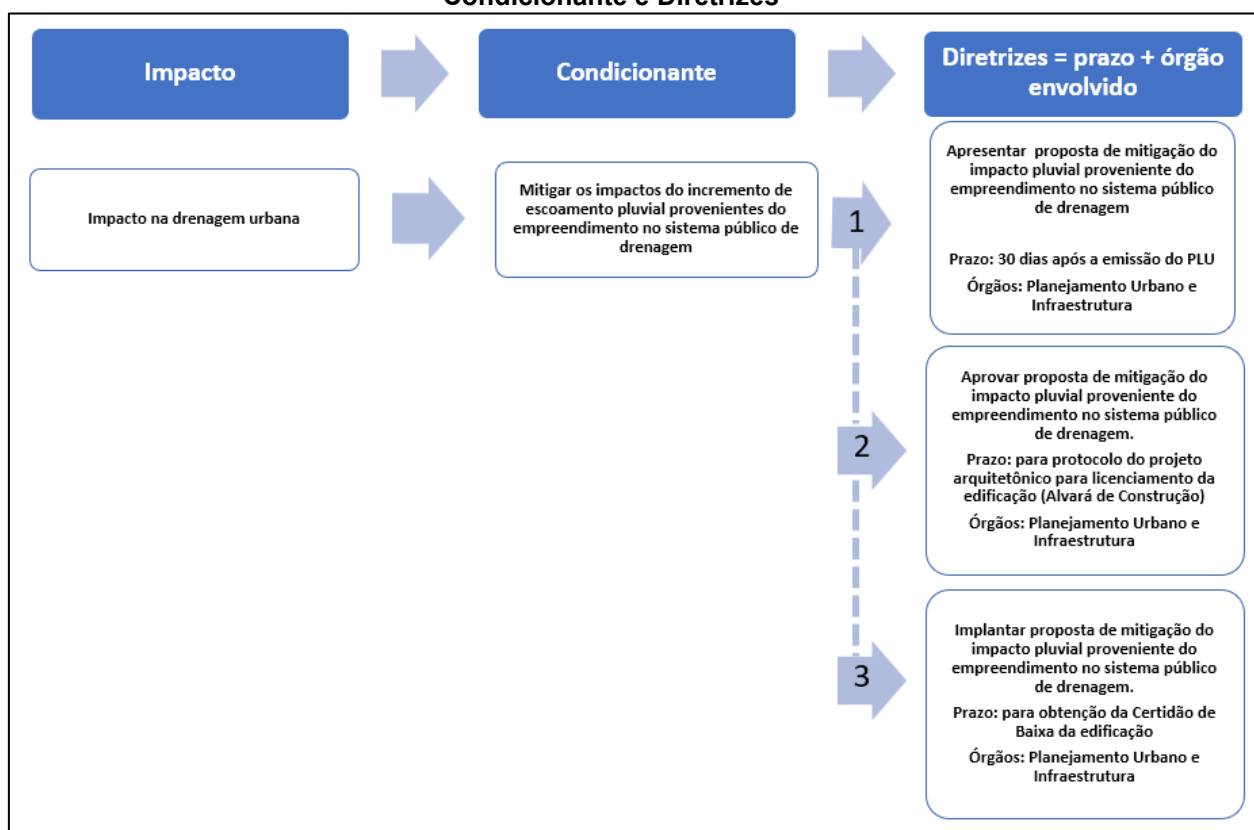 Condicionante e Diretrizes
Impacto
Condicionante
Diretrizes = prazo + órgão
envolvido
Impacto na drenagem urbana
Mitigar os impactos do incremento de
escoamento pluvial provenientes do
empreendimento no sistema público de
drenagem
1
Apresentar proposta de mitigação do
impacto pluvial proveniente do
empreendimento no sistema público
de drenagem
Prazo: 30 dias após a emissão do PLU
Órgãos: Planejamento Urbano e
Infraestrutura
2
Aprovar proposta de mitigação do
impacto pluvial proveniente do
empreendimento no sistema público
de drenagem.
Prazo: para protocolo do projeto
arquitetônico para licenciamento da
edificação (Alvará de Construção)
Órgãos: Planejamento Urbano e
Infraestrutura
3
Implantar proposta de mitigação do
impacto pluvial proveniente do
empreendimento no sistema público
de drenagem.
Prazo: para obtenção da Certidão de
Baixa da edificação
Órgãos: Planejamento Urbano e
Infraestrutura